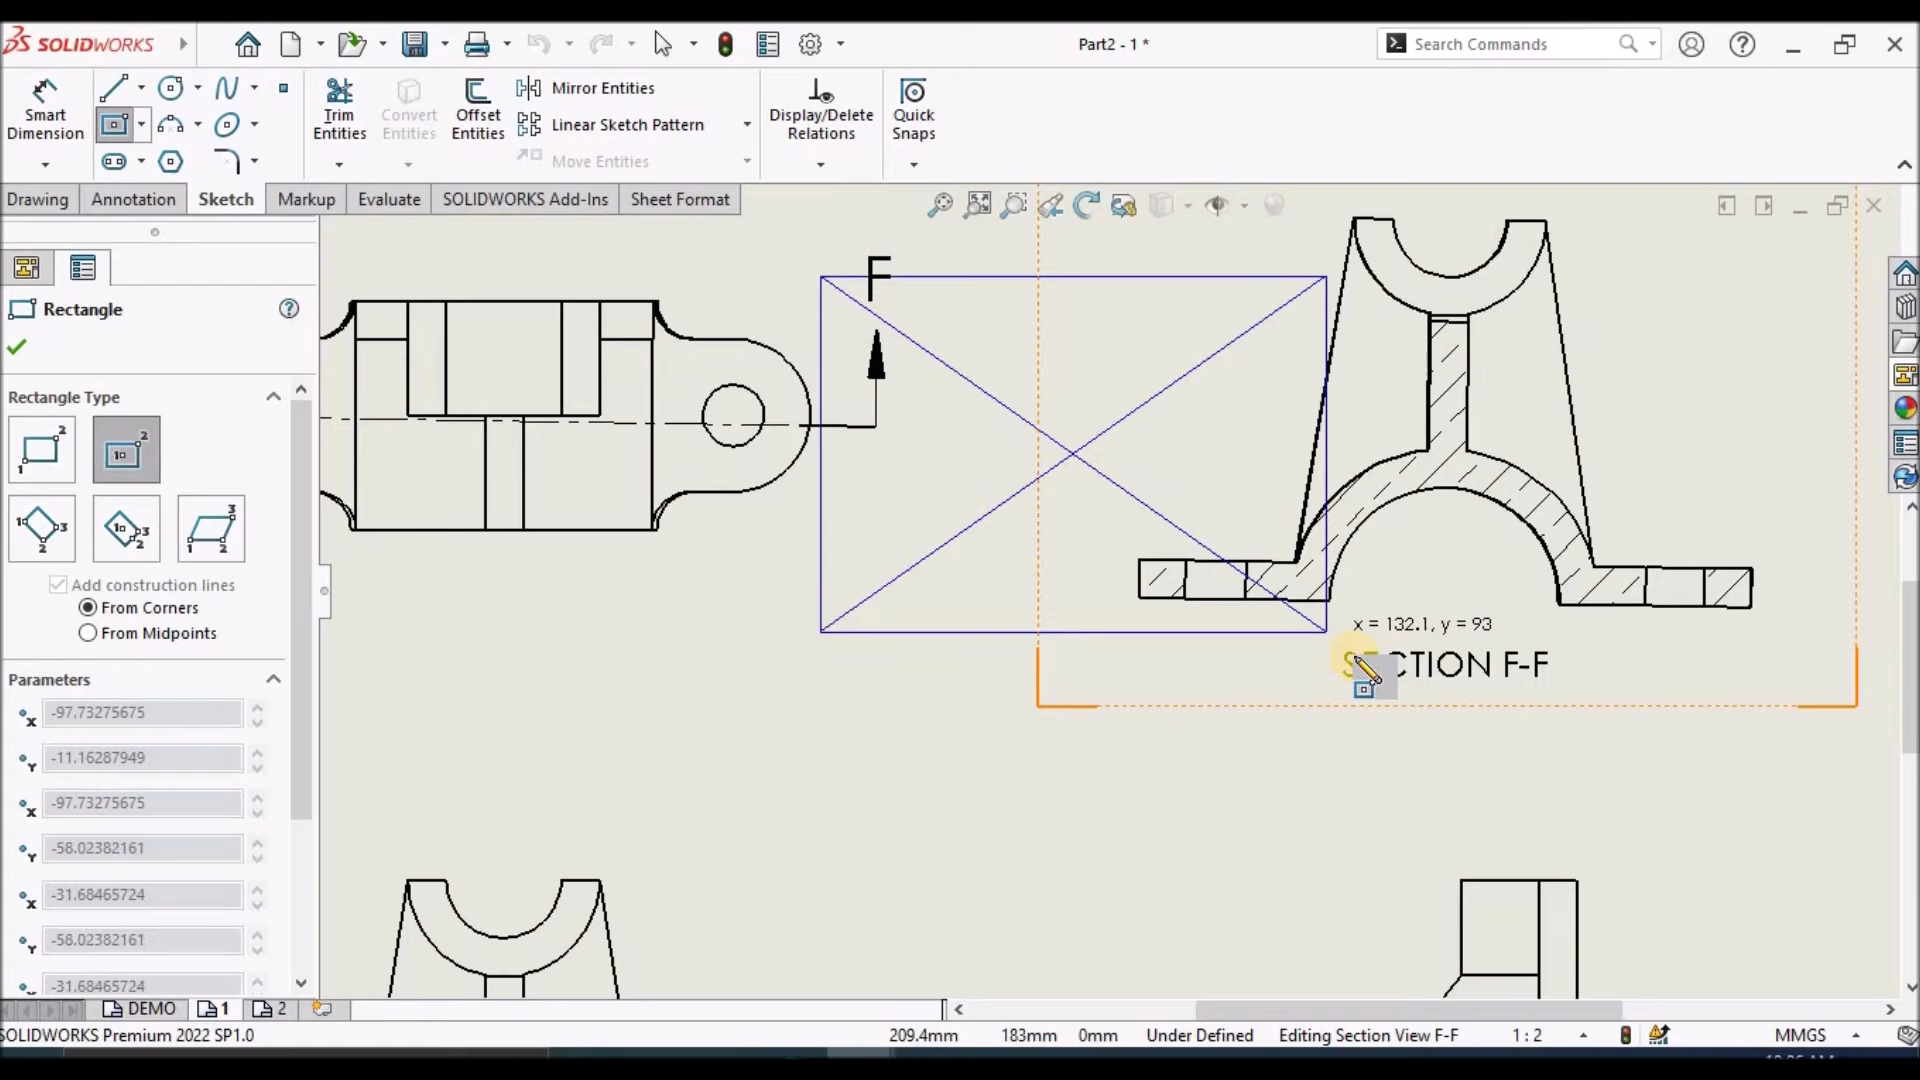 SOLIDWORKS
Part2 - 1 *
Search Commands
Smart Dimension
Trim Entities
Convert Entities
Offset Entities
Mirror Entities
Linear Sketch Pattern
Move Entities
Display/Delete Relations
Quick Snaps
Drawing
Annotation
Sketch
Markup
Evaluate
SOLIDWORKS Add-Ins
Sheet Format
Rectangle
Rectangle Type
Add construction lines
From Corners
From Midpoints
Parameters
-97.73275675
-11.16287949
-97.73275675
-58.02382161
-31.68465724
-58.02382161
-31.68465724
F
x = 132.1, y = 93
SECTION F-F
DEMO
1
2
SOLIDWORKS Premium 2022 SP1.0
209.4mm
183mm
0mm
Under Defined
Editing Section View F-F
1 : 2
MMGS